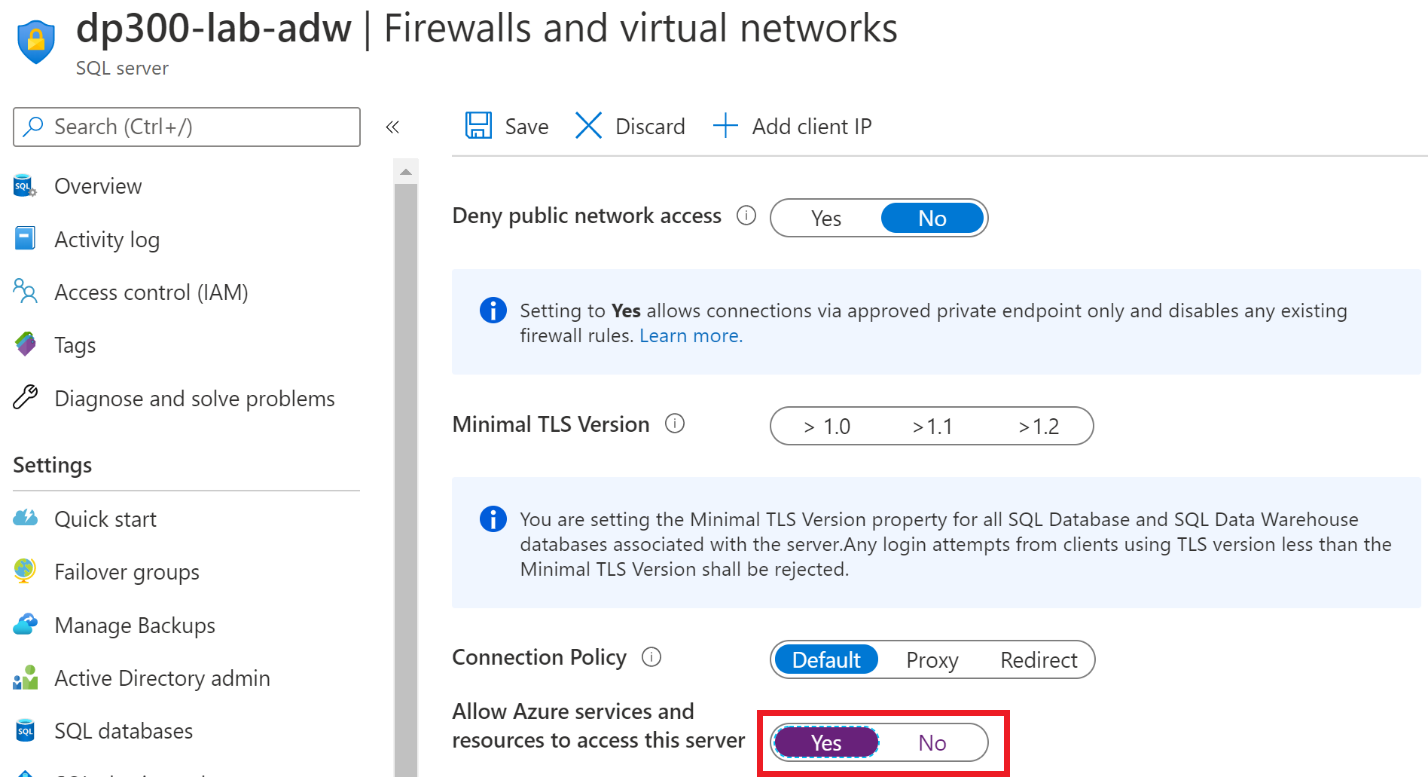 dp300-lab-adw | Firewalls and virtual networks
SQL server
Search (Ctrl+/)
«
Save
Discard
Add client IP
Overview
Activity log
Access control (IAM)
Tags
Diagnose and solve problems
Settings
Quick start
Failover groups
Manage Backups
Active Directory admin
SQL databases
Deny public network access
Yes
No
Setting to Yes allows connections via approved private endpoint only and disables any existing
firewall rules. Learn more.
Minimal TLS Version
> 1.0
>1.1
>1.2
You are setting the Minimal TLS Version property for all SQL Database and SQL Data Warehouse
databases associated with the server.Any login attempts from clients using TLS version less than the
Minimal TLS Version shall be rejected.
Connection Policy
Default
Proxy
Redirect
Allow Azure services and
resources to access this server
Yes
No